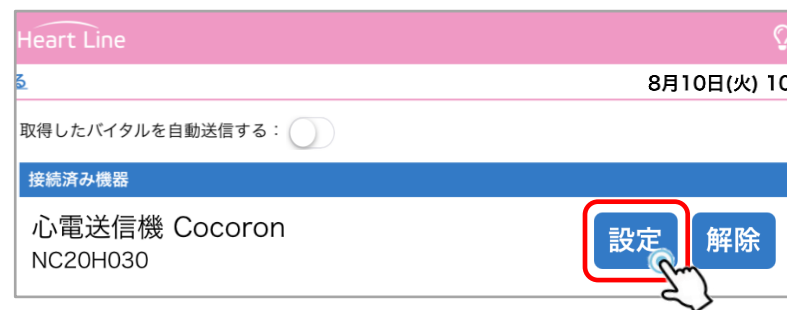 Heart Line
る
8月10日(火) 10
取得したバイタルを自動送信する：
接続済み機器
心電送信機 Cocoron
設定 解除
NC20H030